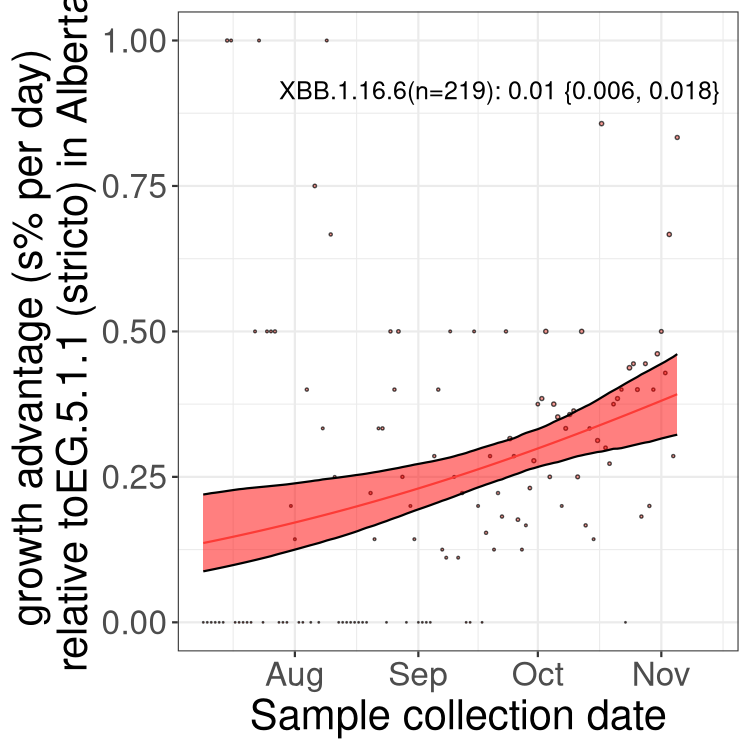 growth advantage (s% per day)
relative toEG.5.1.1 (stricto) in Alberta
1.00
0.75
0.50
0.25
0.00
XBB.1.16.6(n=219): 0.01 {0.006, 0.018}
Aug Sep Oct Nov
Sample collection date